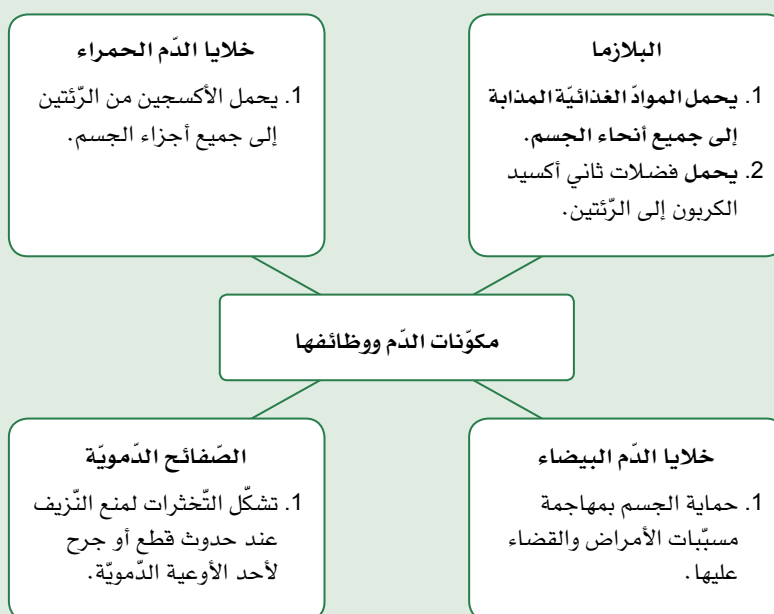 البلازما
1. يحمل الموادّ الغذائيّة المذابة
إلى جميع أنحاء الجسم.
2. يحمل فضلات ثاني أكسيد
الكربون إلى الرّئتين.
خلايا الدّم الحمراء
1. يحمل الأكسجين من الرّئتين
إلى جميع أجزاء الجسم.
مكوّنات الدّم ووظائفها
خلايا الدّم البيضاء
1. حماية الجسم بمهاجمة
مسبّبات الأمراض والقضاء
عليها.
الصّفائح الدّمويّة
1. تشكّل التّخثرات لمنع النّزيف
عند حدوث قطع أو جرح
لأحد الأوعية الدّمويّة.